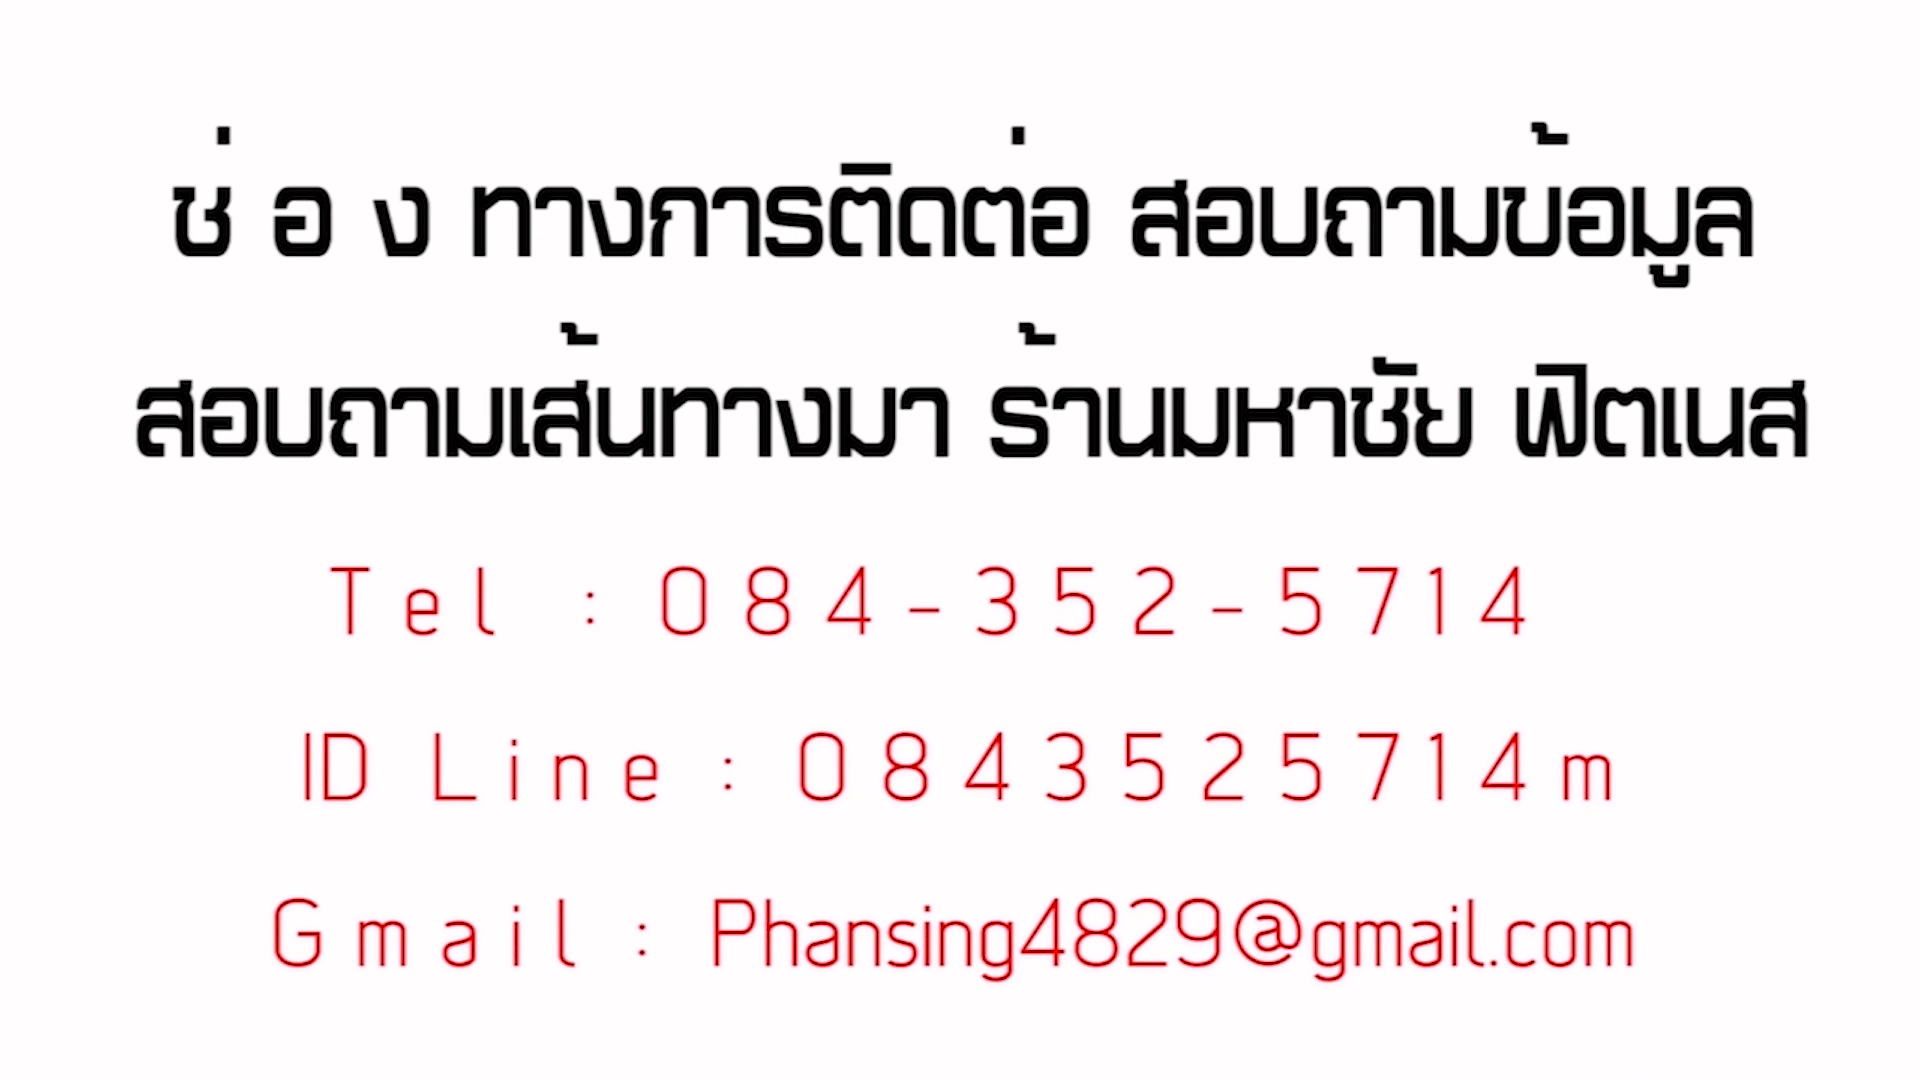 ช่ อ ง ทางการติดต่อ สอบถามข้อมูล
สอบถามเส้นทางมา ร้านมหาชัย ฟิตเนส
Tel : 084-352-5714
ID Line : 0843525714m
Gmail : Phansing4829@gmail.com